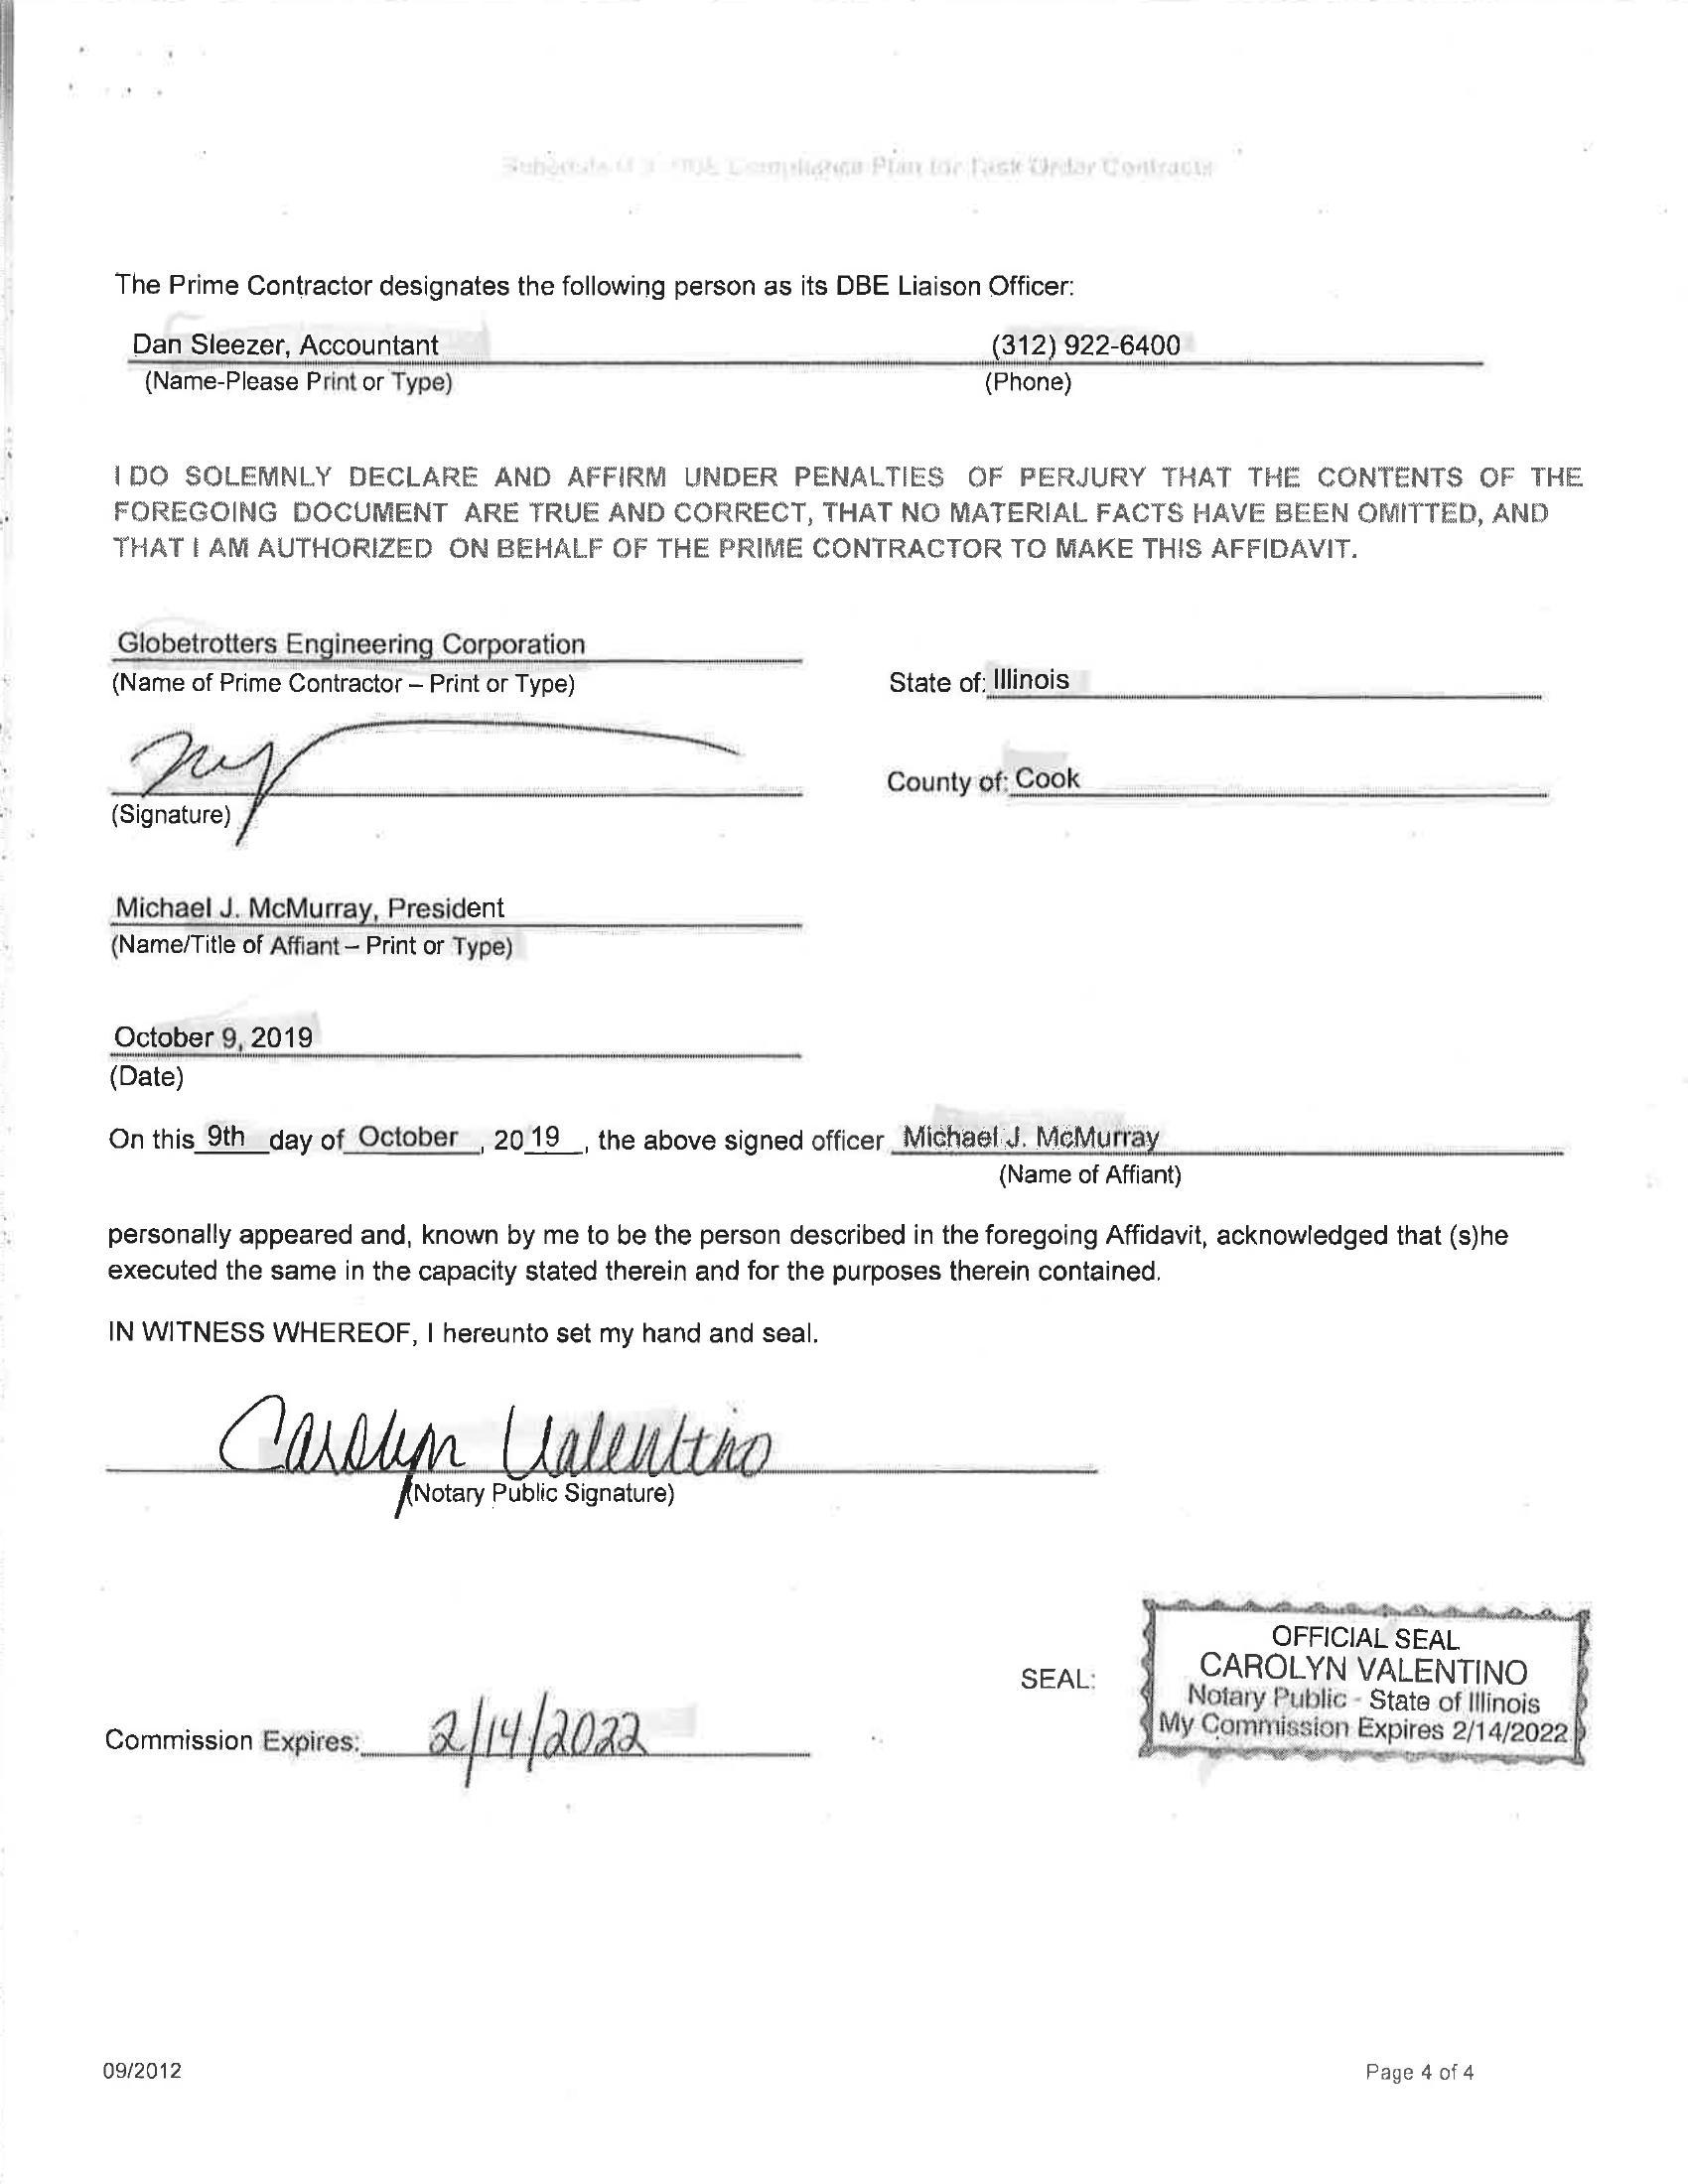 Compliance Plan for Task Order Contracts
The Prime Contractor designates the following person as its DBE Liaison Officer:
Dan Sleezer, Accountant (312) 922-6400
(Name-Please Print or Type) (Phone)
I DO SOLEMNLY DECLARE AND AFFIRM UNDER PENALTIES OF PERJURY THAT THE CONTENTS OF THE
FOREGOING DOCUMENT ARE TRUE AND CORRECT, THAT NO MATERIAL FACTS HAVE BEEN OMITTED, AND
THAT I AM AUTHORIZED ON BEHALF OF THE PRIME CONTRACTOR TO MAKE THIS AFFIDAVIT.
Globetrotters Engineering Corporation
(Name of Prime Contractor – Print or Type) State of: Illinois
County of: Cook
(Signature)
Michael J. McMurray, President
(Name/Title of Affiant – Print or Type)
October 9, 2019
(Date)
On this 9th day of October , 20 19 , the above signed officer Michael J. McMurray
(Name of Affiant)
personally appeared and, known by me to be the person described in the foregoing Affidavit, acknowledged that (s)he
executed the same in the capacity stated therein and for the purposes therein contained.
IN WITNESS WHEREOF, I hereunto set my hand and seal.
Carolyn Valentino
(Notary Public Signature)
OFFICIAL SEAL
CAROLYN VALENTINO
SEAL:
Notary Public - State of Illinois
My Commission Expires 2/14/2022
Commission Expires: 2/14/2022
09/2012 Page 4 of 4